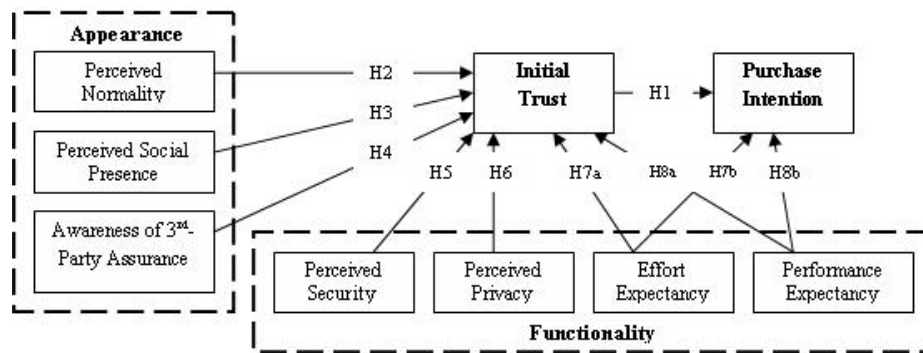 Appearance
Perceived
Normality
Perceived Social
Presence
Awareness of 3rd-
Party Assurance
H2
H3
H4
Initial
Trust
H1
Purchase
Intention
H5
H6
H7a
H8a
H7b
H8b
Perceived
Security
Perceived
Privacy
Effort
Expectancy
Performance
Expectancy
Functionality